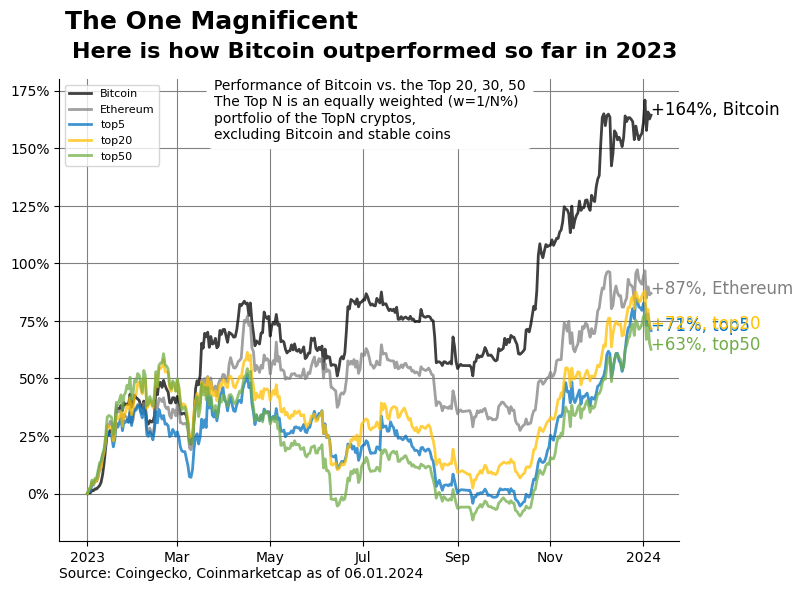 The One Magnificent
Here is how Bitcoin outperformed so far in 2023
175%
150%
125%
100%
75%
50%
25%
0%
Bitcoin
Ethereum
top5
top20
top50
Performance of Bitcoin vs. the Top 20, 30, 50
The Top N is an equally weighted (w=1/N%)
portfolio of the TopN cryptos,
excluding Bitcoin and stable coins
+164%, Bitcoin
+87%, Ethereum
+71%, top5
top20
+63%, top50
2023 Mar May Jul Sep Nov 2024
Source: Coingecko, Coinmarketcap as of 06.01.2024